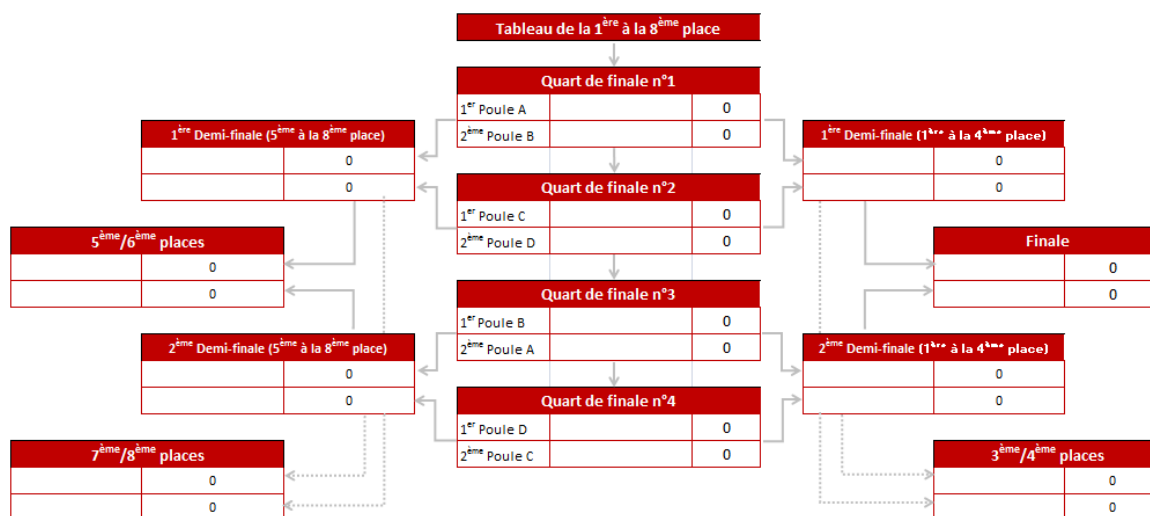 Tableau de la 1ère à la 8ème place
Quart de finale n°1
1er Poule A 0
2ème Poule B 0
1ère Demi-finale (5ème à la 8ème place)
0
0
1ère Demi-finale (1ère à la 4ème place)
0
0
Quart de finale n°2
1er Poule C 0
2ème Poule D 0
5ème/6ème places
0
0
Finale
0
0
Quart de finale n°3
1er Poule B 0
2ème Poule A 0
2ème Demi-finale (5ème à la 8ème place)
0
0
2ème Demi-finale (1ère à la 4ème place)
0
0
Quart de finale n°4
1er Poule D 0
2ème Poule C 0
7ème/8ème places
0
0
3ème/4ème places
0
0